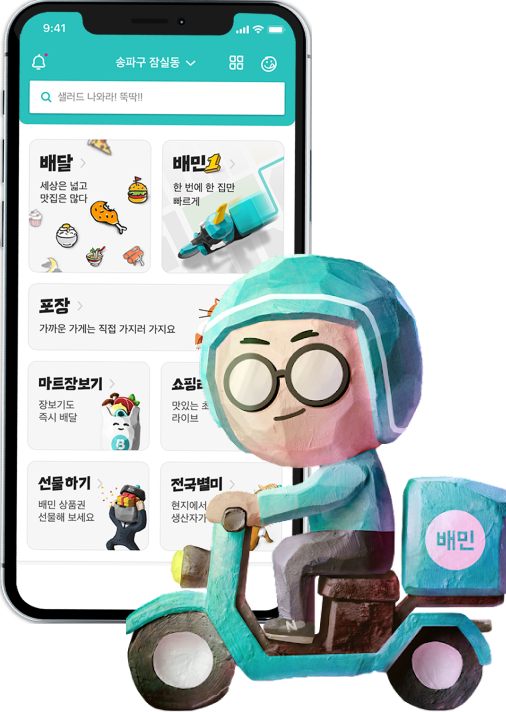 9:41
송파구 잠실동
샐러드 나와라! 뚝딱!!
배달
세상은 넓고
맛집은 많다
배민1
한 번에 한 집만
빠르게
포장
가까운 가게는 직접 가지러 가지요
마트장보기
장보기도
즉시 배달
쇼핑
맛있는
라이브
선물하기
배민 상품권
선물해 보세요
전국별미
현지에서
생산자가
B
배민
N